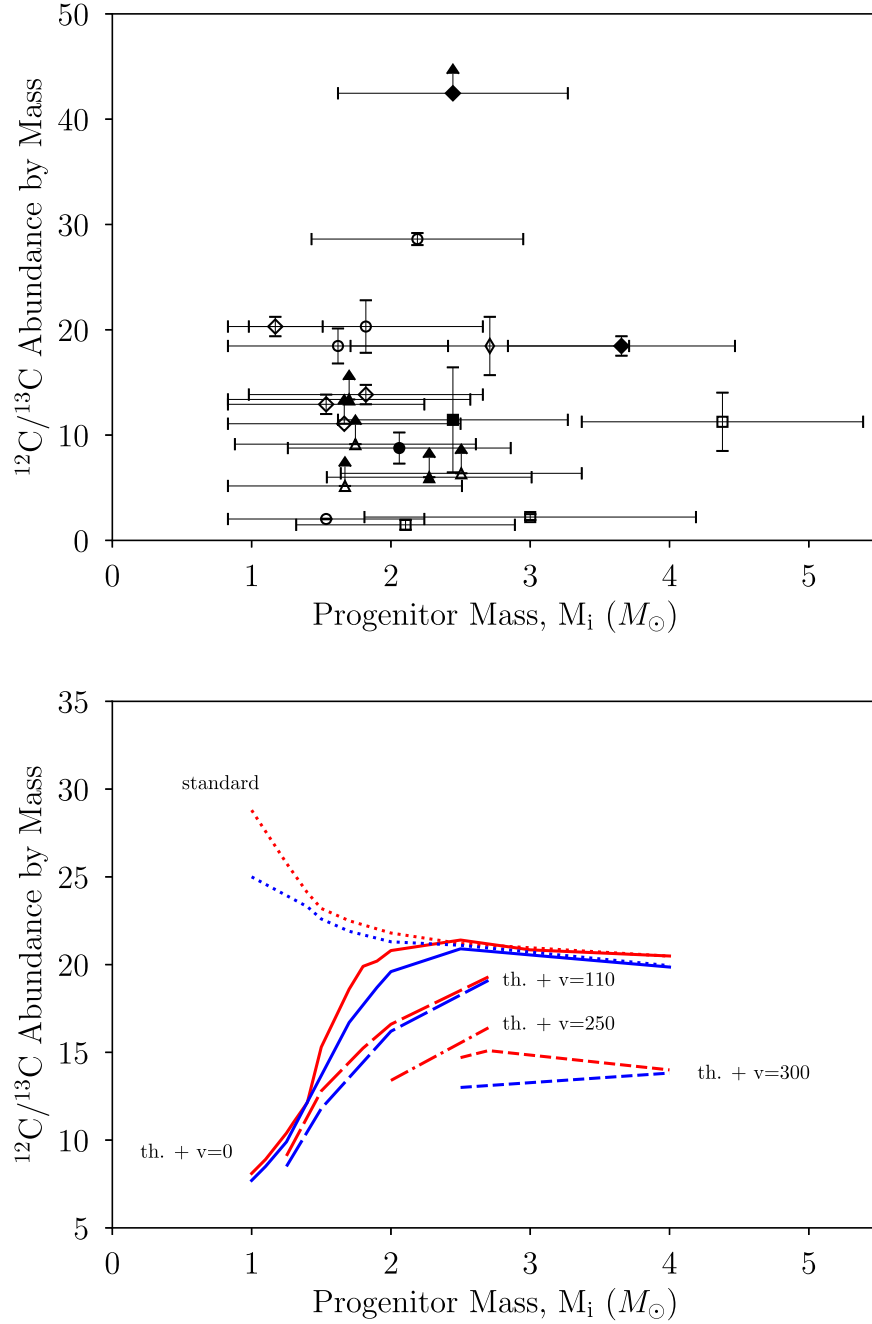 50
40
30
20
10
0
0 1 2 3 4 5
¹²C/¹³C Abundance by Mass
Progenitor Mass, Mᵢ (M☉)
35
30
25
20
15
10
5
0 1 2 3 4 5
¹²C/¹³C Abundance by Mass
standard
th. + v=110
th. + v=250
th. + v=300
th. + v=0
Progenitor Mass, Mᵢ (M☉)